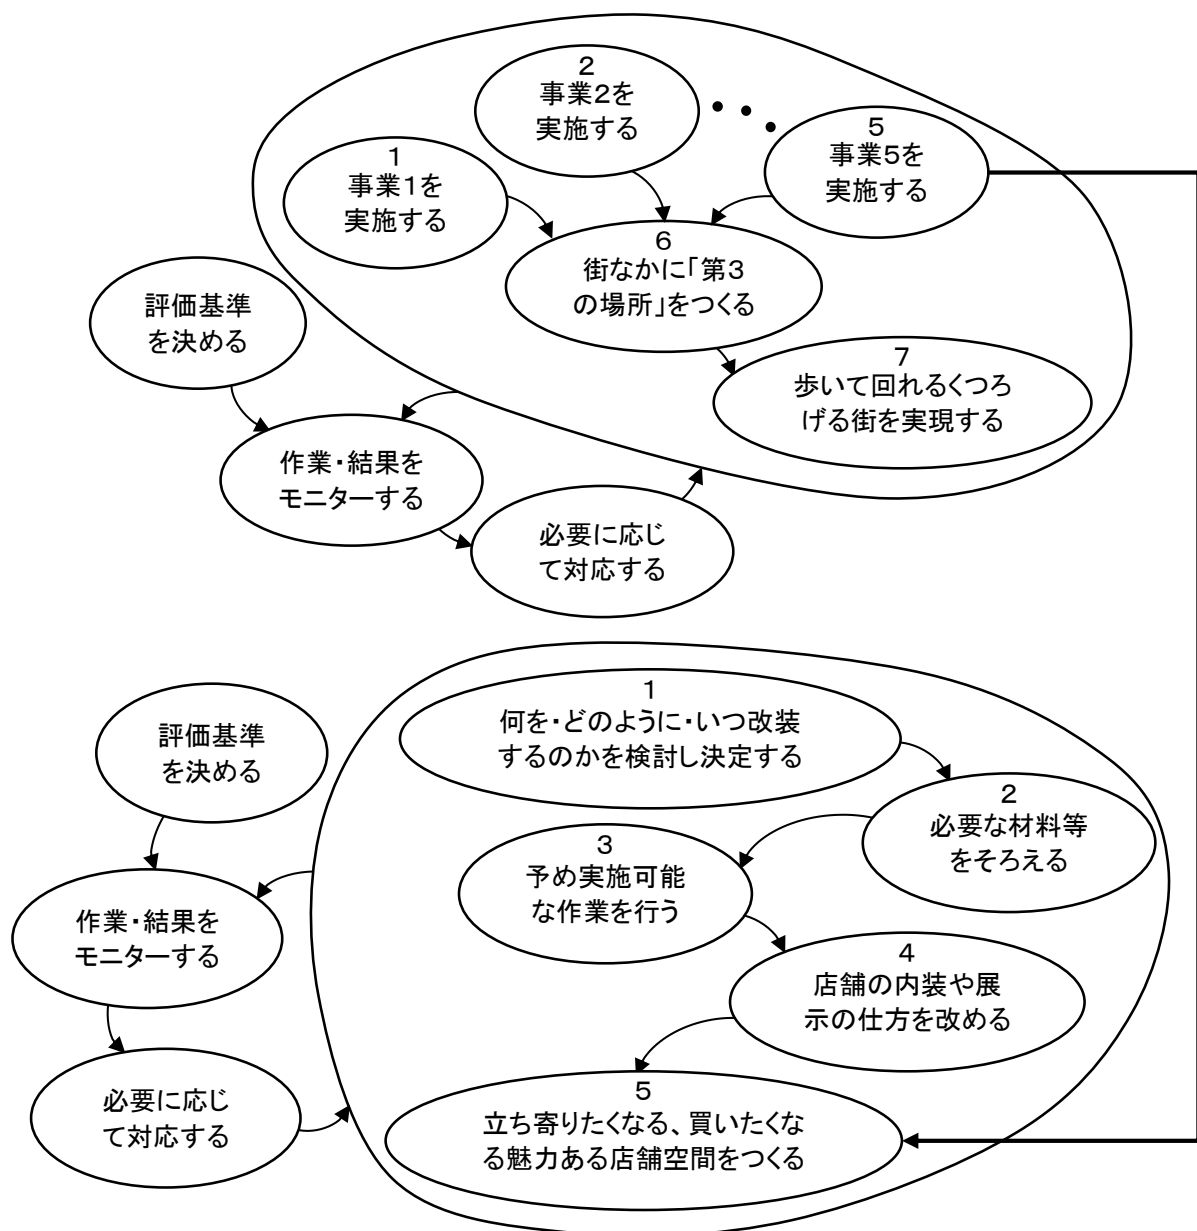 2
事業2を
実施する
5
事業5を
実施する
1
事業1を
実施する
6
街なかに「第3
の場所」をつくる
評価基準
を決める
7
歩いて回れるくつろ
げる街を実現する
作業・結果を
モニターする
必要に応じ
て対応する
1
何を・どのように・いつ改装
するのかを検討し決定する
評価基準
を決める
2
必要な材料等
をそろえる
3
予め実施可能
な作業を行う
作業・結果を
モニターする
4
店舗の内装や展
示の仕方を改める
必要に応じ
て対応する
5
立ち寄りたくなる、買いたくな
る魅力ある店舗空間をつくる